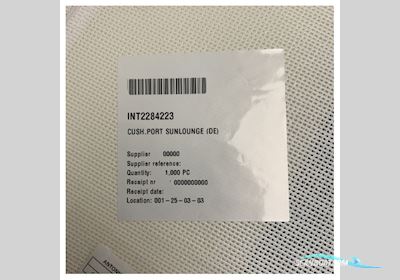 INT2284223
CUSH.PORT SUNLOUNGE (DE)
Supplier 00000
Supplier reference:
Quantity: 1,000 PC
Receipt nr 0000000000
Receipt date:
Location: 001-25-03-03